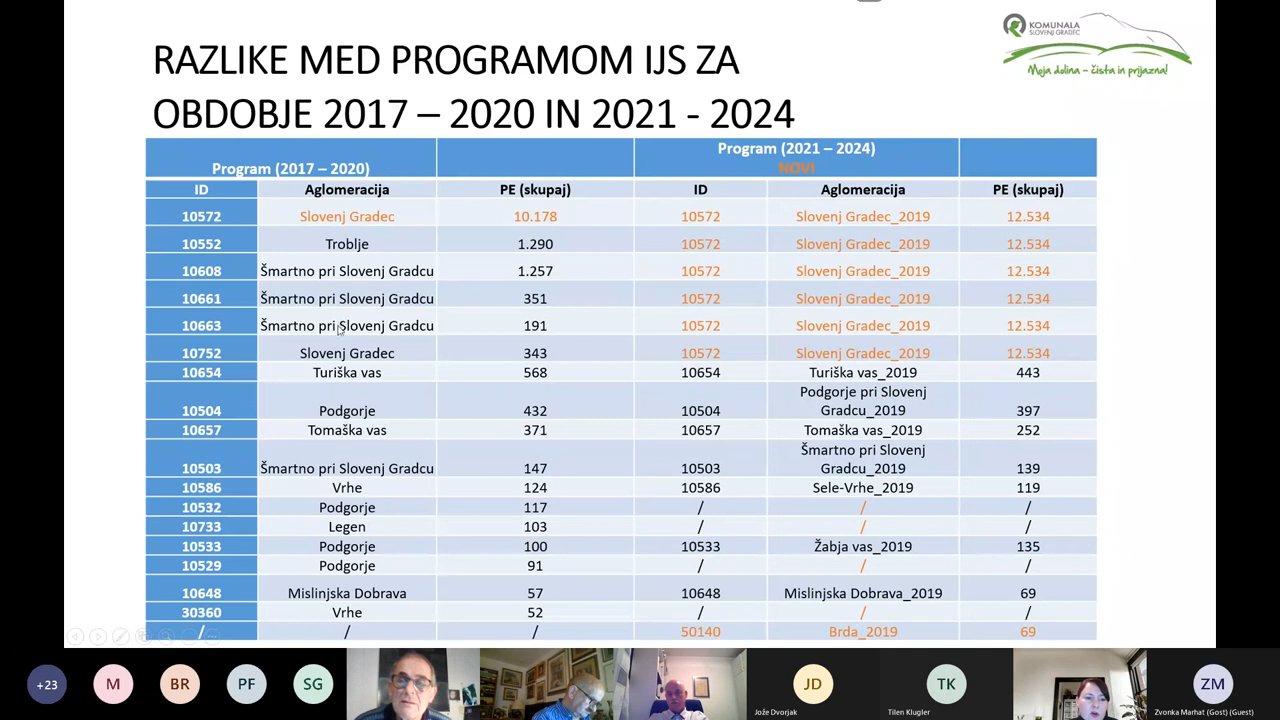 KOMUNALA
SLOVENJ GRADEC
Moja dolina – čista in prijazna!
RAZLIKE MED PROGRAMOM IJS ZA
OBDOBJE 2017 – 2020 IN 2021 - 2024
Program (2017 – 2020) Program (2021 – 2024)
NOVI
ID Aglomeracija PE (skupaj) ID Aglomeracija PE (skupaj)
10572 Slovenj Gradec 10.178 10572 Slovenj Gradec_2019 12.534
10552 Troblje 1.290 10572 Slovenj Gradec_2019 12.534
10608 Šmartno pri Slovenj Gradcu 1.257 10572 Slovenj Gradec_2019 12.534
10661 Šmartno pri Slovenj Gradcu 351 10572 Slovenj Gradec_2019 12.534
10663 Šmartno pri Slovenj Gradcu 191 10572 Slovenj Gradec_2019 12.534
10752 Slovenj Gradec 343 10572 Slovenj Gradec_2019 12.534
10654 Turiška vas 568 10654 Turiška vas_2019 443
Podgorje pri Slovenj
10504 Podgorje 432 10504 Gradcu_2019 397
10657 Tomaška vas 371 10657 Tomaška vas_2019 252
Šmartno pri Slovenj
10503 Šmartno pri Slovenj Gradcu 147 10503 Gradcu_2019 139
10586 Vrhe 124 10586 Sele-Vrhe_2019 119
10532 Podgorje 117 / / /
10733 Legen 103 / / /
10533 Podgorje 100 10533 Žabja vas_2019 135
10529 Podgorje 91 / / /
10648 Mislinjska Dobrava 57 10648 Mislinjska Dobrava_2019 69
30360 Vrhe 52 / / /
/ / / 50140 Brda_2019 69
+23 M BR PF SG JD TK ZM
Jože Dvorjak Tilen Klugler Zvonka Marhat (Gost) (Guest)